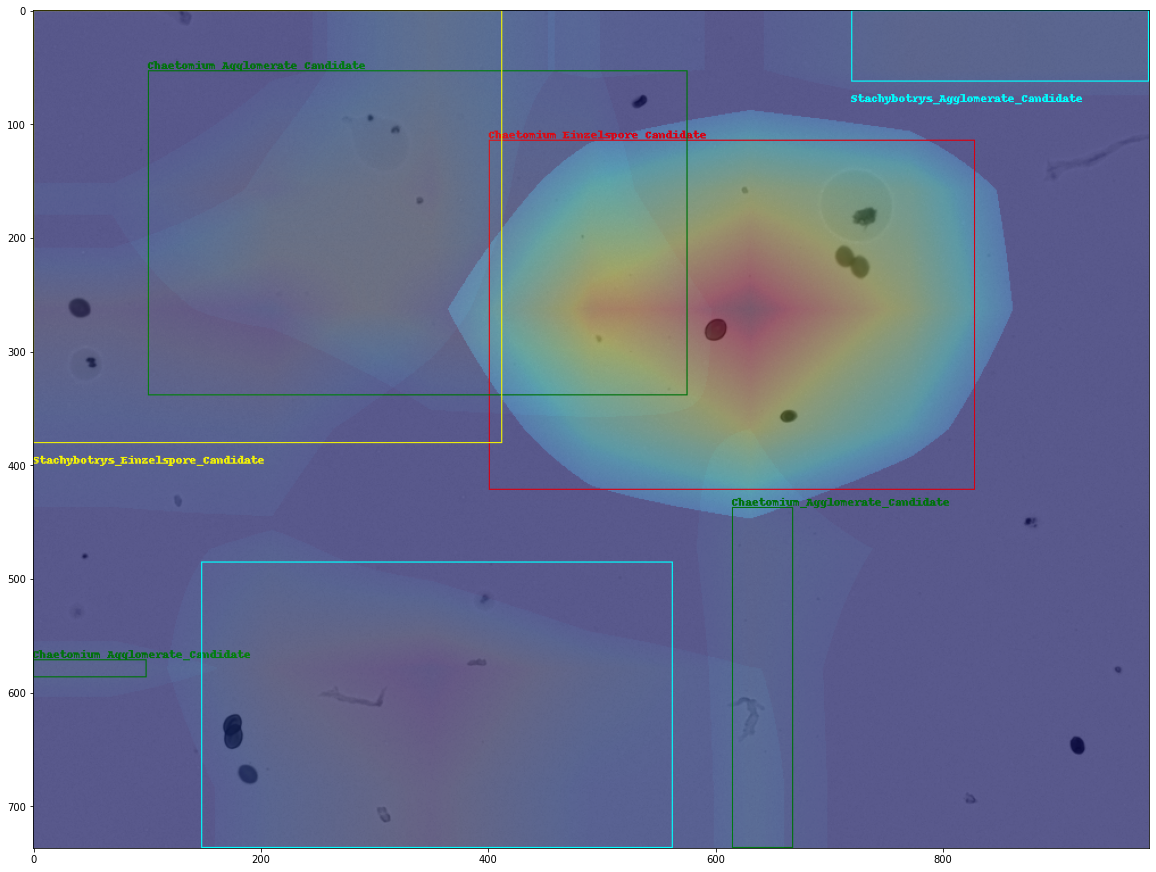 0
Chaetomium_Agglomerate_Candidate
Stachybotrys_Agglomerate_Candidate
100
Chaetomium_Einzelspore_Candidate
200
300
Stachybotrys_Einzelspore_Candidate
400
Chaetomium_Agglomerate_Candidate
500
Chaetomium_Agglomerate_Candidate
600
700
0
200
400
600
800